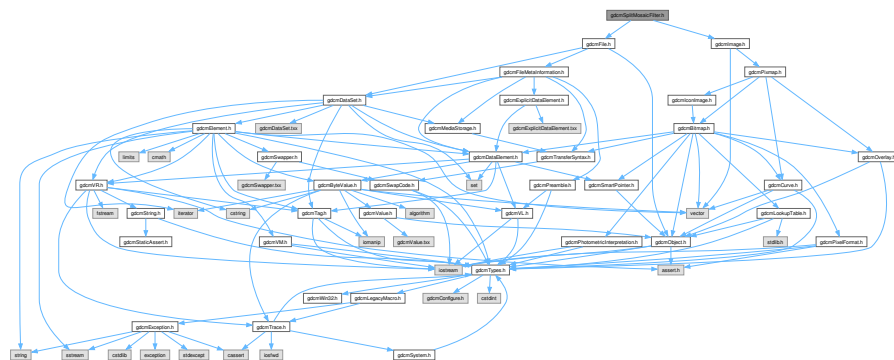 gdcmSplitMosaicFilter.h
gdcmFile.h
gdcmImage.h
gdcmFileMetaInformation.h
gdcmPixmap.h
gdcmDataSet.h
gdcmExplicitDataElement.h
gdcmIconImage.h
gdcmElement.h
gdcmDataSet.txx
gdcmMediaStorage.h
gdcmExplicitDataElement.txx
gdcmBitmap.h
limits
cmath
gdcmSwapper.h
gdcmDataElement.h
gdcmTransferSyntax.h
gdcmOverlay.h
gdcmVR.h
gdcmSwapper.txx
gdcmByteValue.h
gdcmSwapCode.h
set
gdcmPreamble.h
gdcmSmartPointer.h
gdcmCurve.h
fstream
gdcmString.h
iterator
cstring
gdcmTag.h
gdcmValue.h
algorithm
gdcmVL.h
vector
gdcmLookupTable.h
gdcmStaticAssert.h
gdcmVM.h
iomanip
gdcmValue.txx
gdcmPhotometricInterpretation.h
gdcmObject.h
stdlib.h
gdcmPixelFormat.h
iostream
gdcmTypes.h
assert.h
gdcmWin32.h
gdcmLegacyMacro.h
gdcmConfigure.h
cstdint
gdcmException.h
gdcmTrace.h
string
sstream
cstdlib
exception
stdexcept
cassert
iosfwd
gdcmSystem.h